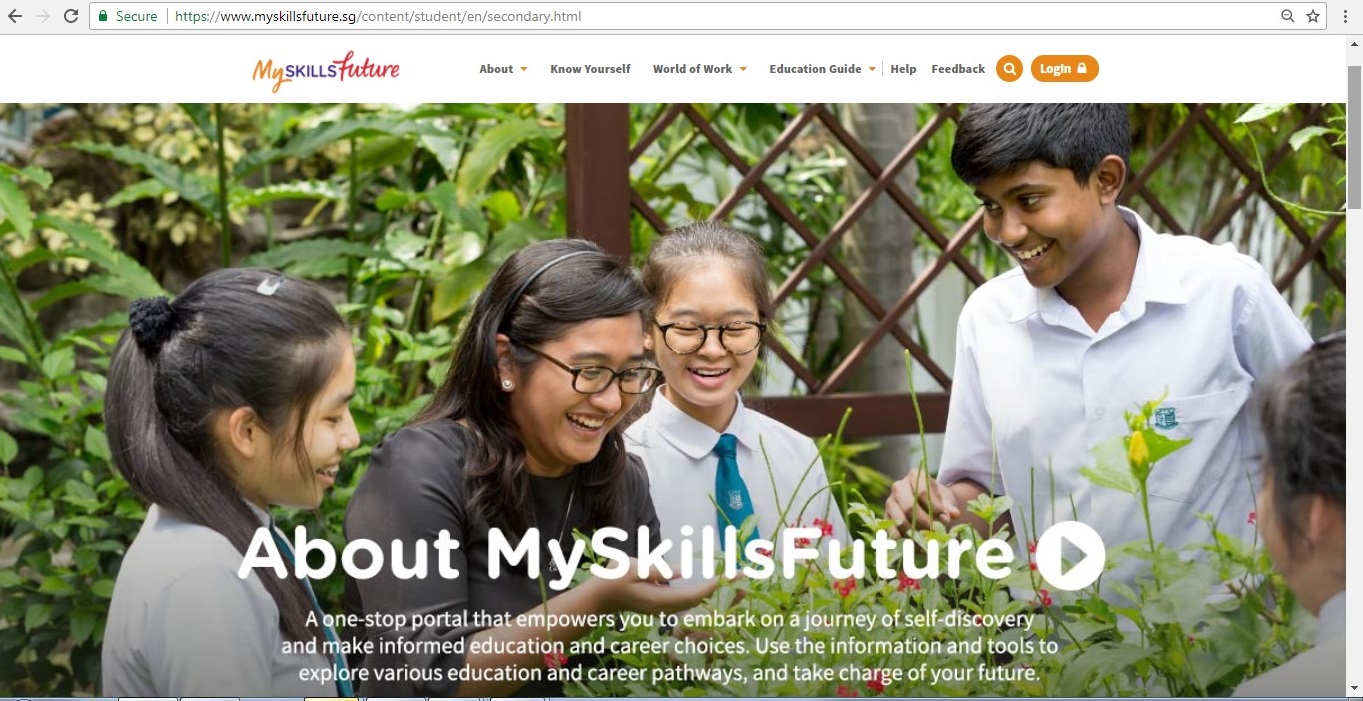 Secure https://www.myskillsfuture.sg/content/student/en/secondary.html
MySKILLSfuture About Know Yourself World of Work Education Guide Help Feedback Login
About MySkillsFuture
A one-stop portal that empowers you to embark on a journey of self-discovery
and make informed education and career choices. Use the information and tools to
explore various education and career pathways, and take charge of your future.